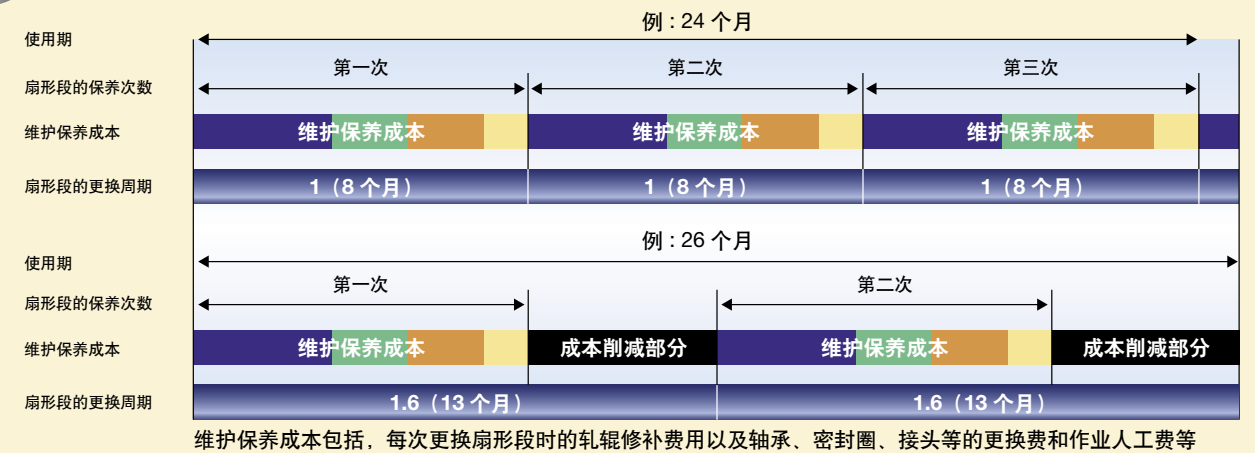 例 : 24 个月
使用期
第一次 第二次 第三次
扇形段的保养次数
维护保养成本 维护保养成本 维护保养成本 维护保养成本
扇形段的更换周期 1（8 个月） 1（8 个月） 1（8 个月）
例 : 26 个月
使用期
第一次 第二次
扇形段的保养次数
维护保养成本 维护保养成本 成本削减部分 维护保养成本 成本削减部分
扇形段的更换周期 1.6（13 个月） 1.6（13 个月）
维护保养成本包括，每次更换扇形段时的轧辊修补费用以及轴承、密封圈、接头等的更换费和作业人工费等